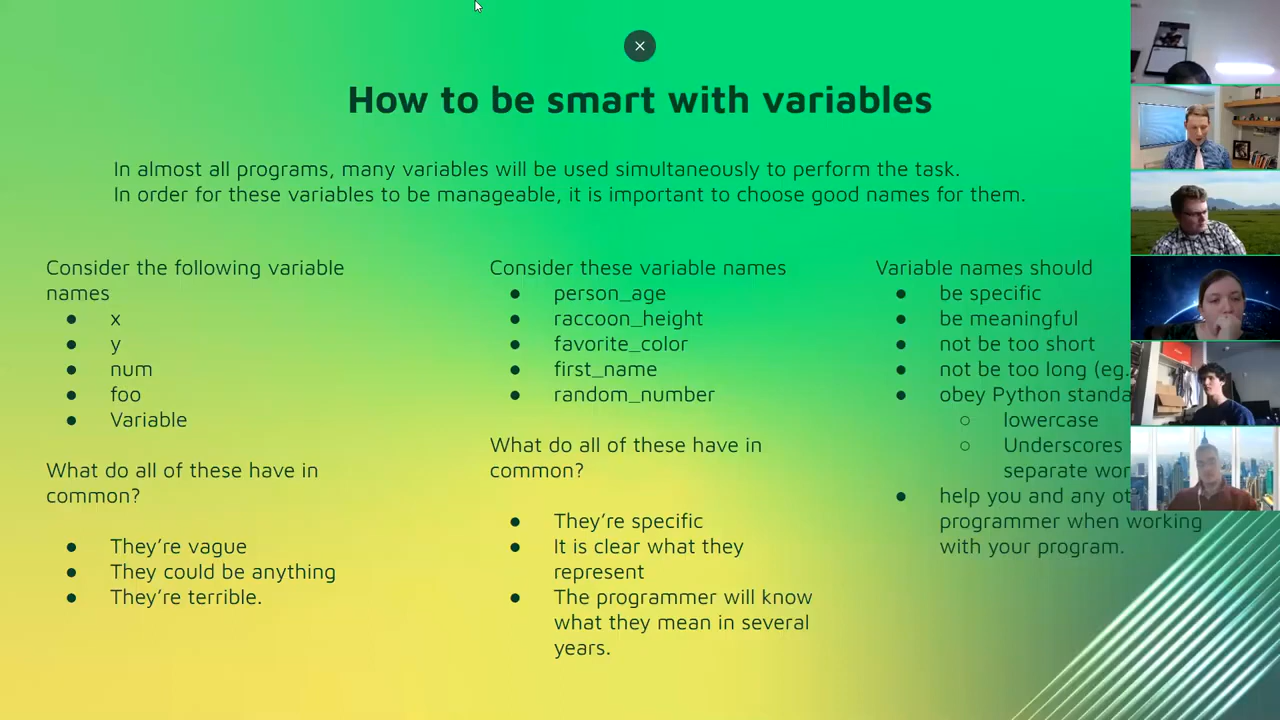 How to be smart with variables
In almost all programs, many variables will be used simultaneously to perform the task.
In order for these variables to be manageable, it is important to choose good names for them.
Consider the following variable
names
● x
● y
● num
● foo
● Variable
What do all of these have in
common?
● They’re vague
● They could be anything
● They’re terrible.
Consider these variable names
● person_age
● raccoon_height
● favorite_color
● first_name
● random_number
What do all of these have in
common?
● They’re specific
● It is clear what they
represent
● The programmer will know
what they mean in several
years.
Variable names should
● be specific
● be meaningful
● not be too short
● not be too long (eg.
● obey Python
○ lowercase
○ Underscores
separate
● help you and any
programmer when working
with your program.